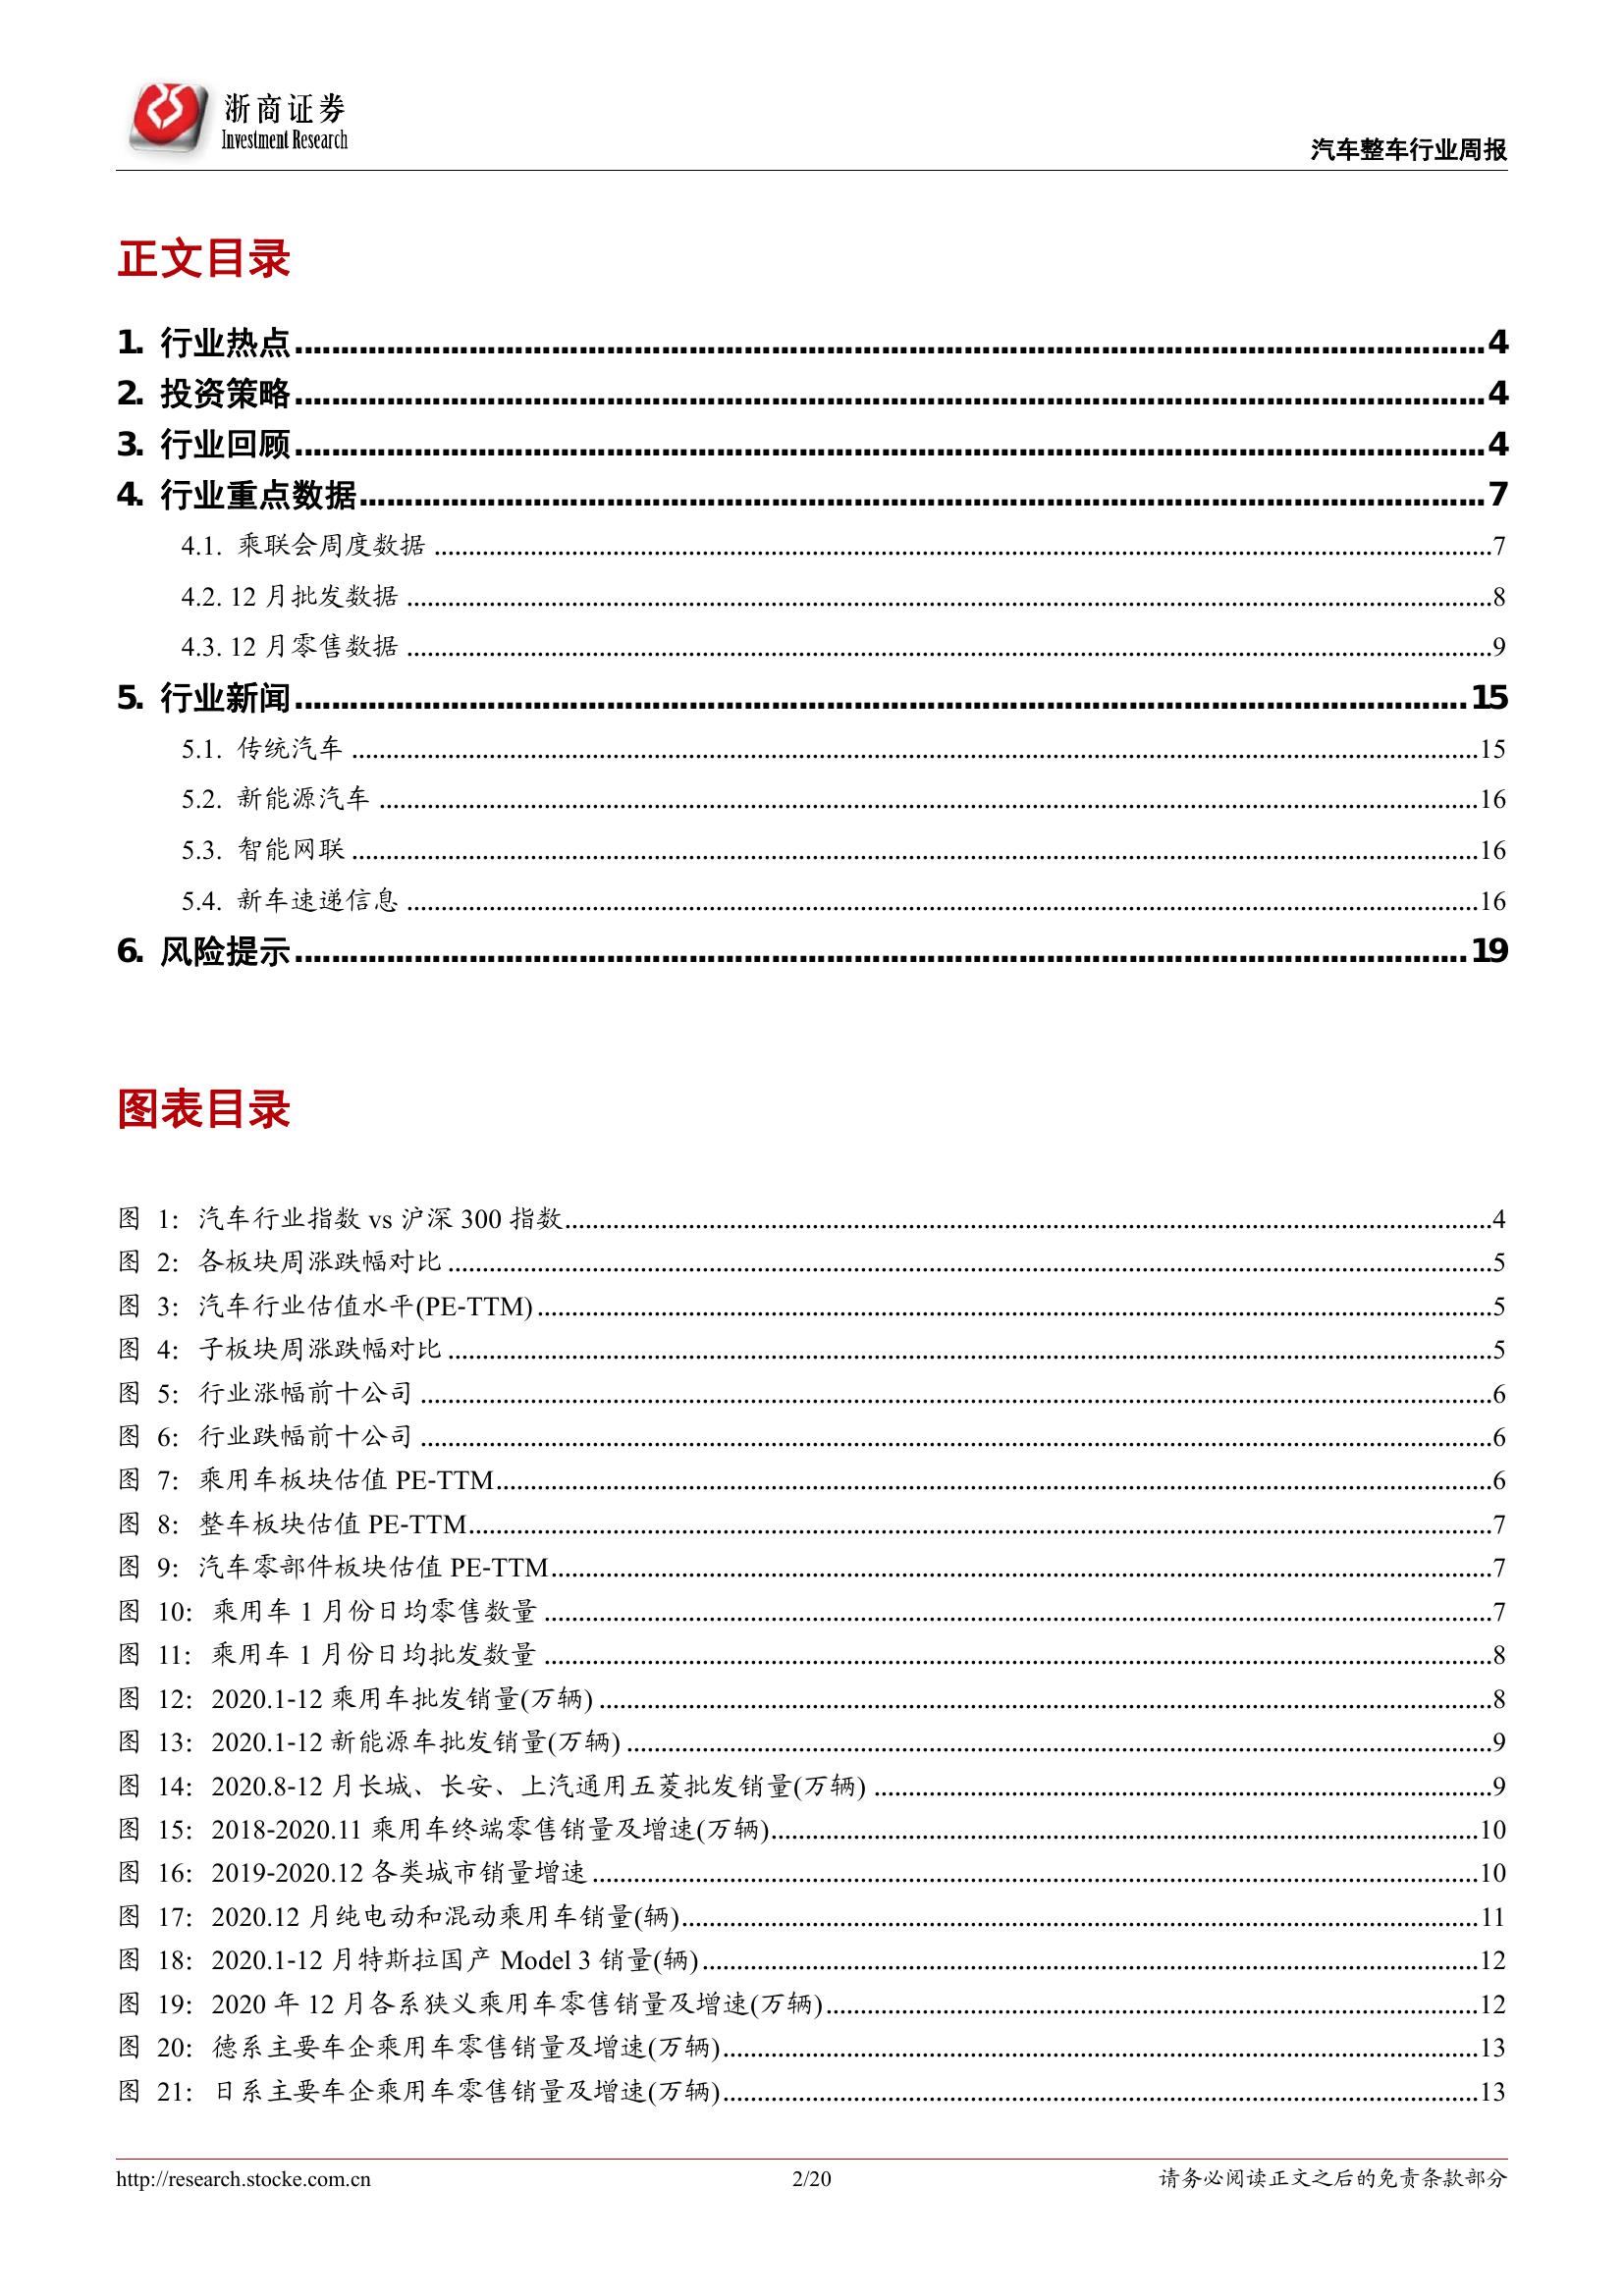 浙商证券
Investment Research
汽车整车行业周报
正文目录
1. 行业热点 4
2. 投资策略 4
3. 行业回顾 4
4. 行业重点数据 7
4.1. 乘联会周度数据 7
4.2. 12 月批发数据 8
4.3. 12 月零售数据 9
5. 行业新闻 15
5.1. 传统汽车 15
5.2. 新能源汽车 16
5.3. 智能网联 16
5.4. 新车速递信息 16
6. 风险提示 19
图表目录
图 1：汽车行业指数 vs 沪深 300 指数 4
图 2：各板块周涨跌幅对比 5
图 3：汽车行业估值水平(PE-TTM) 5
图 4：子板块周涨跌幅对比 5
图 5：行业涨幅前十公司 6
图 6：行业跌幅前十公司 6
图 7：乘用车板块估值 PE-TTM 6
图 8：整车板块估值 PE-TTM 7
图 9：汽车零部件板块估值 PE-TTM 7
图 10：乘用车 1 月份日均零售数量 7
图 11：乘用车 1 月份日均批发数量 8
图 12：2020.1-12 乘用车批发销量(万辆) 8
图 13：2020.1-12 新能源车批发销量(万辆) 9
图 14：2020.8-12 月长城、长安、上汽通用五菱批发销量(万辆) 9
图 15：2018-2020.11 乘用车终端零售销量及增速(万辆) 10
图 16：2019-2020.12 各类城市销量增速 10
图 17：2020.12 月纯电动和混动乘用车销量(辆) 11
图 18：2020.1-12 月特斯拉国产 Model 3 销量(辆) 12
图 19：2020 年 12 月各系狭义乘用车零售销量及增速(万辆) 12
图 20：德系主要车企乘用车零售销量及增速(万辆) 13
图 21：日系主要车企乘用车零售销量及增速(万辆) 13
http://research.stocke.com.cn 2/20 请务必阅读正文之后的免责条款部分